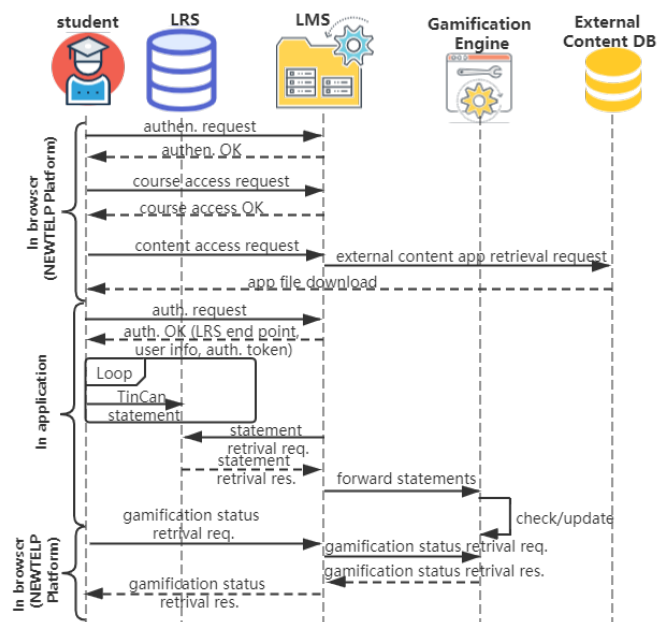 student
LRS
LMS
Gamification
Engine
External
Content DB
In browser
(NEWTELP Platform)
authen. request
authen. OK
course access request
course access OK
content access request
external content app retrieval request
app file download
In application
auth. request
auth. OK (LRS end point,
user info, auth. token)
Loop
TinCan
statement
statement
retrival req.
statement
retrival res.
forward statements
check/update
In browser
(NEWTELP
Platform)
gamification status
retrival req.
gamification status retrival req.
gamification status retrival res.
gamification status
retrival res.